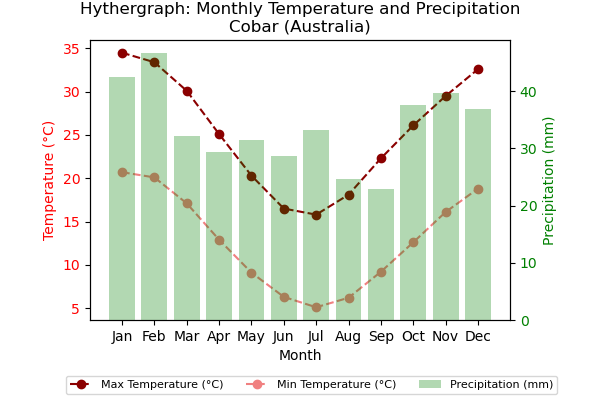 Hythergraph: Monthly Temperature and Precipitation
Cobar (Australia)
35
30
25
20
15
10
5
Temperature (°C)
40
30
20
10
0
Precipitation (mm)
Jan Feb Mar Apr May Jun Jul Aug Sep Oct Nov Dec
Month
Max Temperature (°C) Min Temperature (°C) Precipitation (mm)